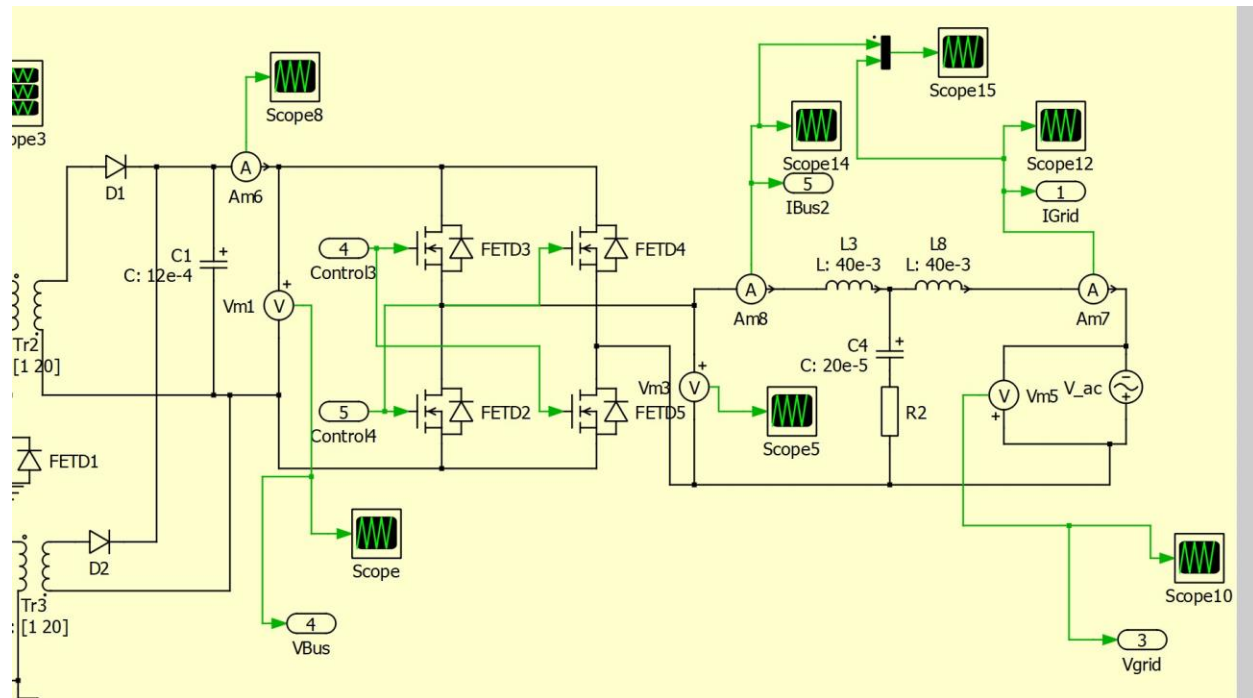 Scope8
ope3
D1
A
Am6
C1 +
C: 12e-4
Vm1
V
+
Tr2
[1 20]
4
Control3
FETD3
FETD4
5
Control4
FETD2
FETD5
FETD1
D2
Tr3
: [1 20]
Scope
4
VBus
Scope15
Scope14
5
IBus2
Scope12
1
IGrid
A
Am8
L3
L: 40e-3
L8
L: 40e-3
A
Am7
C4 +
C: 20e-5
R2
Vm3
V
+
Scope5
V
Vm5
+
V_ac
Scope10
3
Vgrid